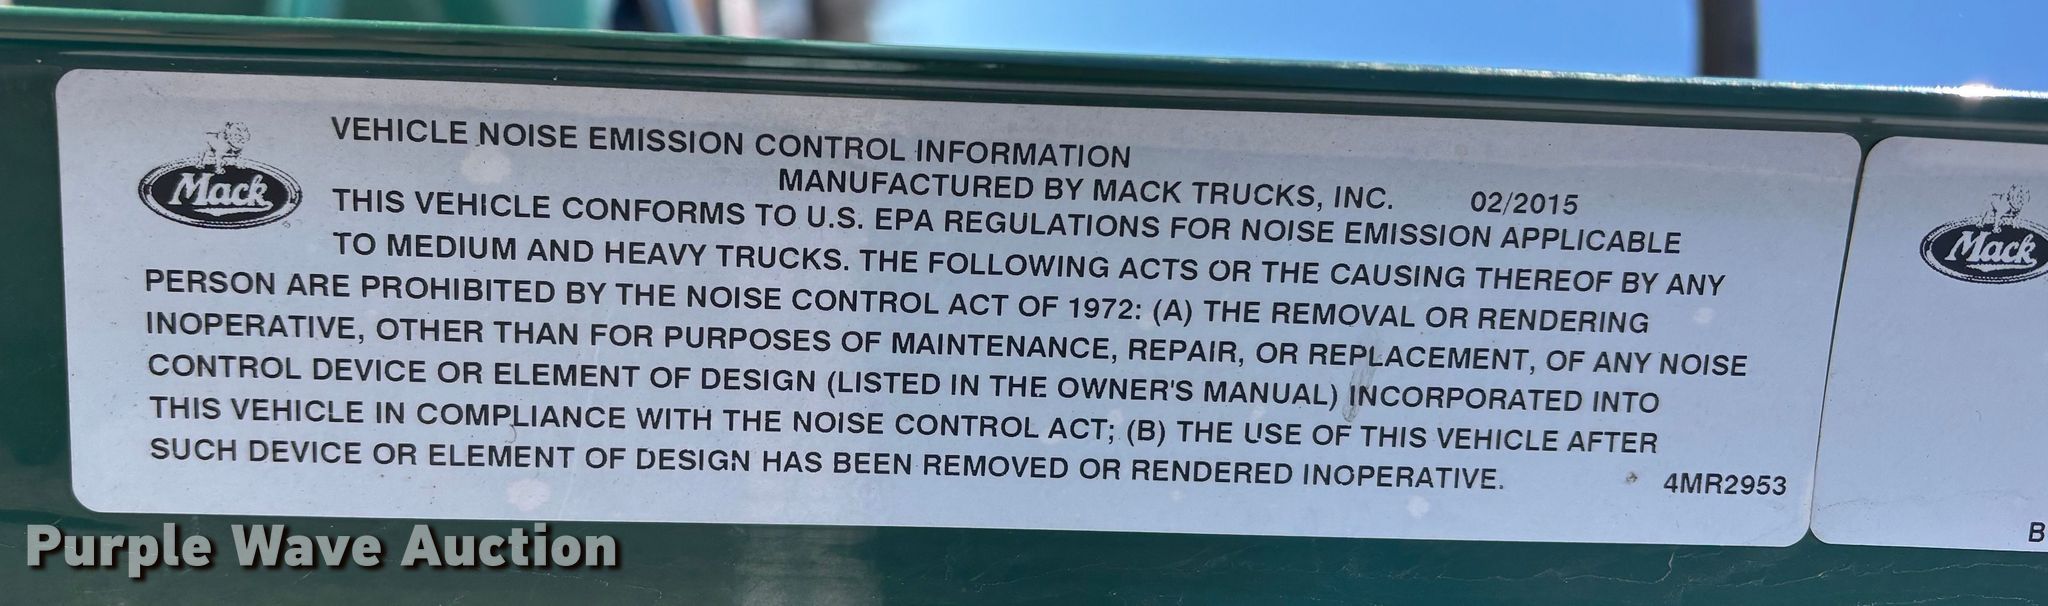 VEHICLE NOISE EMISSION CONTROL INFORMATION
MANUFACTURED BY MACK TRUCKS, INC. 02/2015
Mack
THIS VEHICLE CONFORMS TO U.S. EPA REGULATIONS FOR NOISE EMISSION APPLICABLE
TO MEDIUM AND HEAVY TRUCKS. THE FOLLOWING ACTS OR THE CAUSING THEREOF BY ANY
PERSON ARE PROHIBITED BY THE NOISE CONTROL ACT OF 1972: (A) THE REMOVAL OR RENDERING
INOPERATIVE, OTHER THAN FOR PURPOSES OF MAINTENANCE, REPAIR, OR REPLACEMENT, OF ANY NOISE
CONTROL DEVICE OR ELEMENT OF DESIGN (LISTED IN THE OWNER'S MANUAL) INCORPORATED INTO
THIS VEHICLE IN COMPLIANCE WITH THE NOISE CONTROL ACT; (B) THE USE OF THIS VEHICLE AFTER
SUCH DEVICE OR ELEMENT OF DESIGN HAS BEEN REMOVED OR RENDERED INOPERATIVE. 4MR2953
Mack
B
Purple Wave Auction